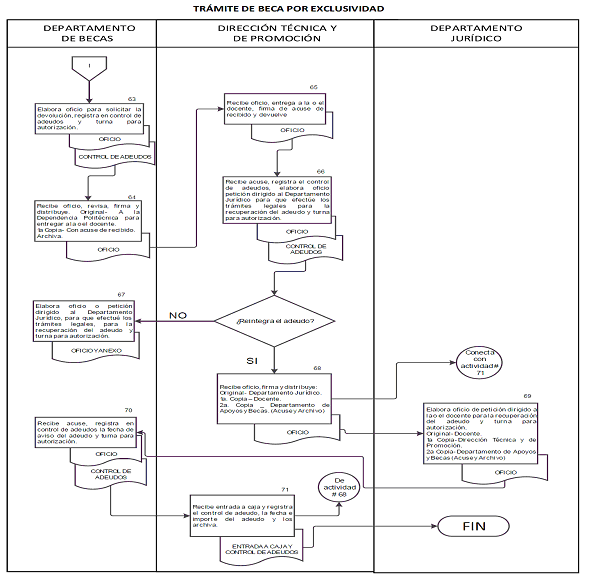 TRÁMITE DE BECA POR EXCLUSIVIDAD
DEPARTAMENTO
DE BECAS
DIRECCIÓN TÉCNICA Y
DE PROMOCIÓN
DEPARTAMENTO
JURÍDICO
I
63
Elabora oficio para solicitar la
devolución, registra en control de
adeudos y turna para
autorización.
OFICIO
CONTROL DE ADEUDOS
64
Recibe oficio, revisa, firma y
distribuye. Original- A la
Dependencia Politécnica para
entregar a la o el docente.
1a Copia- Con acuse de recibido.
Archiva.
OFICIO
65
Recibe oficio, entrega a la o el
docente, firma de acuse de
recibido y devuelve
OFICIO
66
Recibe acuse, registra el control
de adeudos, elabora oficio
petición dirigido al Departamento
Jurídico para que efectue los
trámites legales para la
recuperación del adeudo y turna
para autorización.
OFICIO
CONTROL DE
ADEUDOS
¿Reintegra el adeudo?
NO
SI
67
Elabora oficio o petición
dirigido al Departamento
Jurídico, para que efectué los
trámites legales, para la
recuperación del adeudo y
turna para autorización.
OFICIO Y ANEXO
68
Recibe oficio, firma y distribuye:
Original- Departamento Jurídico.
1a. Copia – Docente.
2a. Copia _ Departamento de
Apoyos y Becas. (Acuse y Archivo)
OFICIO
Conecta
con
actividad #
71
69
Elabora oficio de petición dirigido a
la o el docente para la recuperación
del adeudo y turna para
autorización.
Original-Docente.
1a Copia-Dirección Técnica y de
Promoción.
2a Copia-Departamento de Apoyos
y Becas (Acuse y Archivo)
OFICIO
70
Recibe acuse, registra en
control de adeudos la fecha de
aviso del adeudo y turna para
autorización.
OFICIO
CONTROL DE
ADEUDOS
71
Recibe entrada a caja y registra
el control de adeudo, la fecha e
importe del adeudo y los
archiva.
ENTRADA A CAJA Y
CONTROL DE ADEUDOS
De
actividad
# 68
FIN